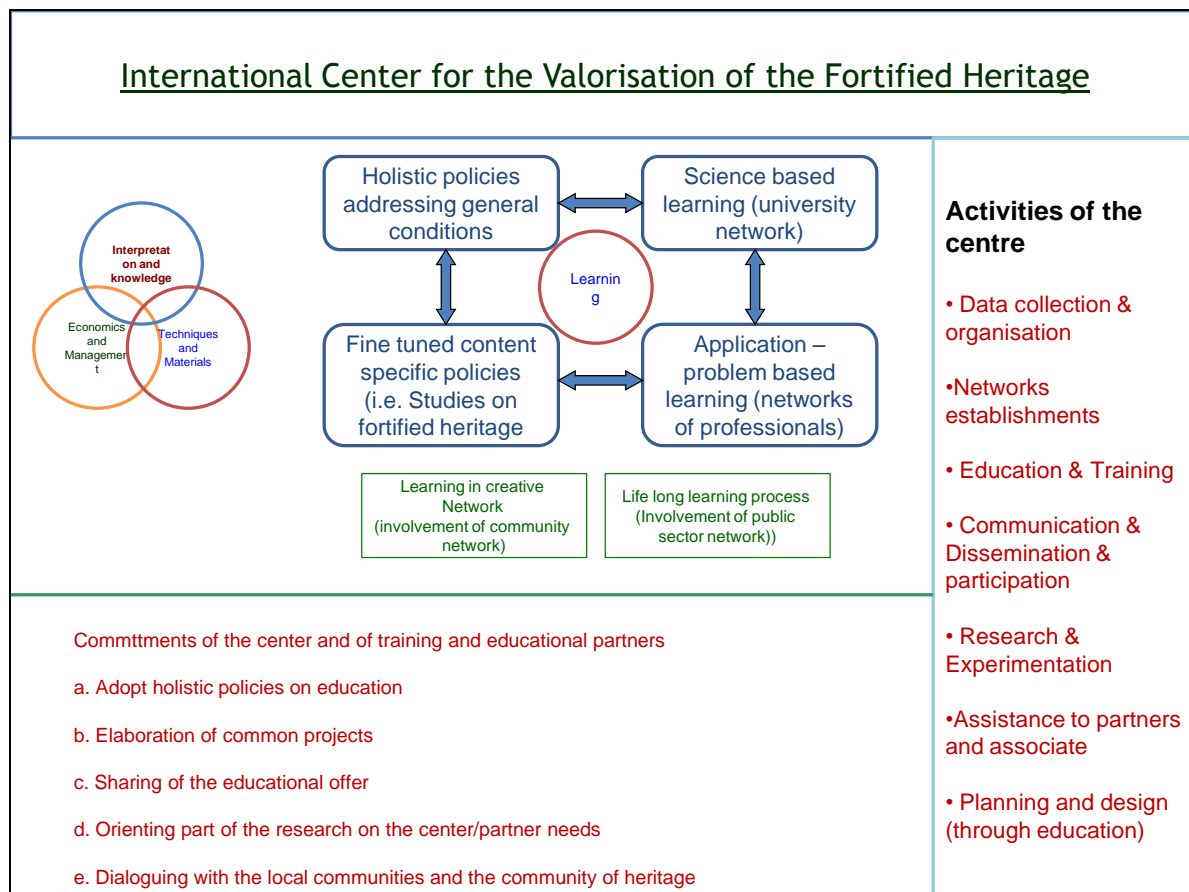 International Center for the Valorisation of the Fortified Heritage
Interpretat
on and
knowledge
Economics
and
Managemen
t
Techniques
and
Materials
Holistic policies
addressing general
conditions
Science based
learning (university
network)
Learnin
g
Fine tuned content
specific policies
(i.e. Studies on
fortified heritage
Application –
problem based
learning (networks
of professionals)
Learning in creative
Network
(involvement of community
network)
Life long learning process
(Involvement of public
sector network))
Activities of the
centre
• Data collection &
organisation
•Networks
establishments
• Education & Training
• Communication &
Dissemination &
participation
• Research &
Experimentation
•Assistance to partners
and associate
• Planning and design
(through education)
Commttments of the center and of training and educational partners
a. Adopt holistic policies on education
b. Elaboration of common projects
c. Sharing of the educational offer
d. Orienting part of the research on the center/partner needs
e. Dialoguing with the local communities and the community of heritage